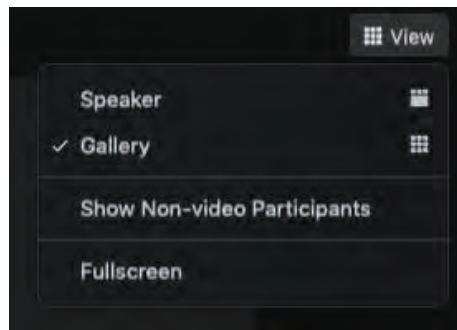 View
Speaker
Gallery
Show Non-video Participants
Fullscreen